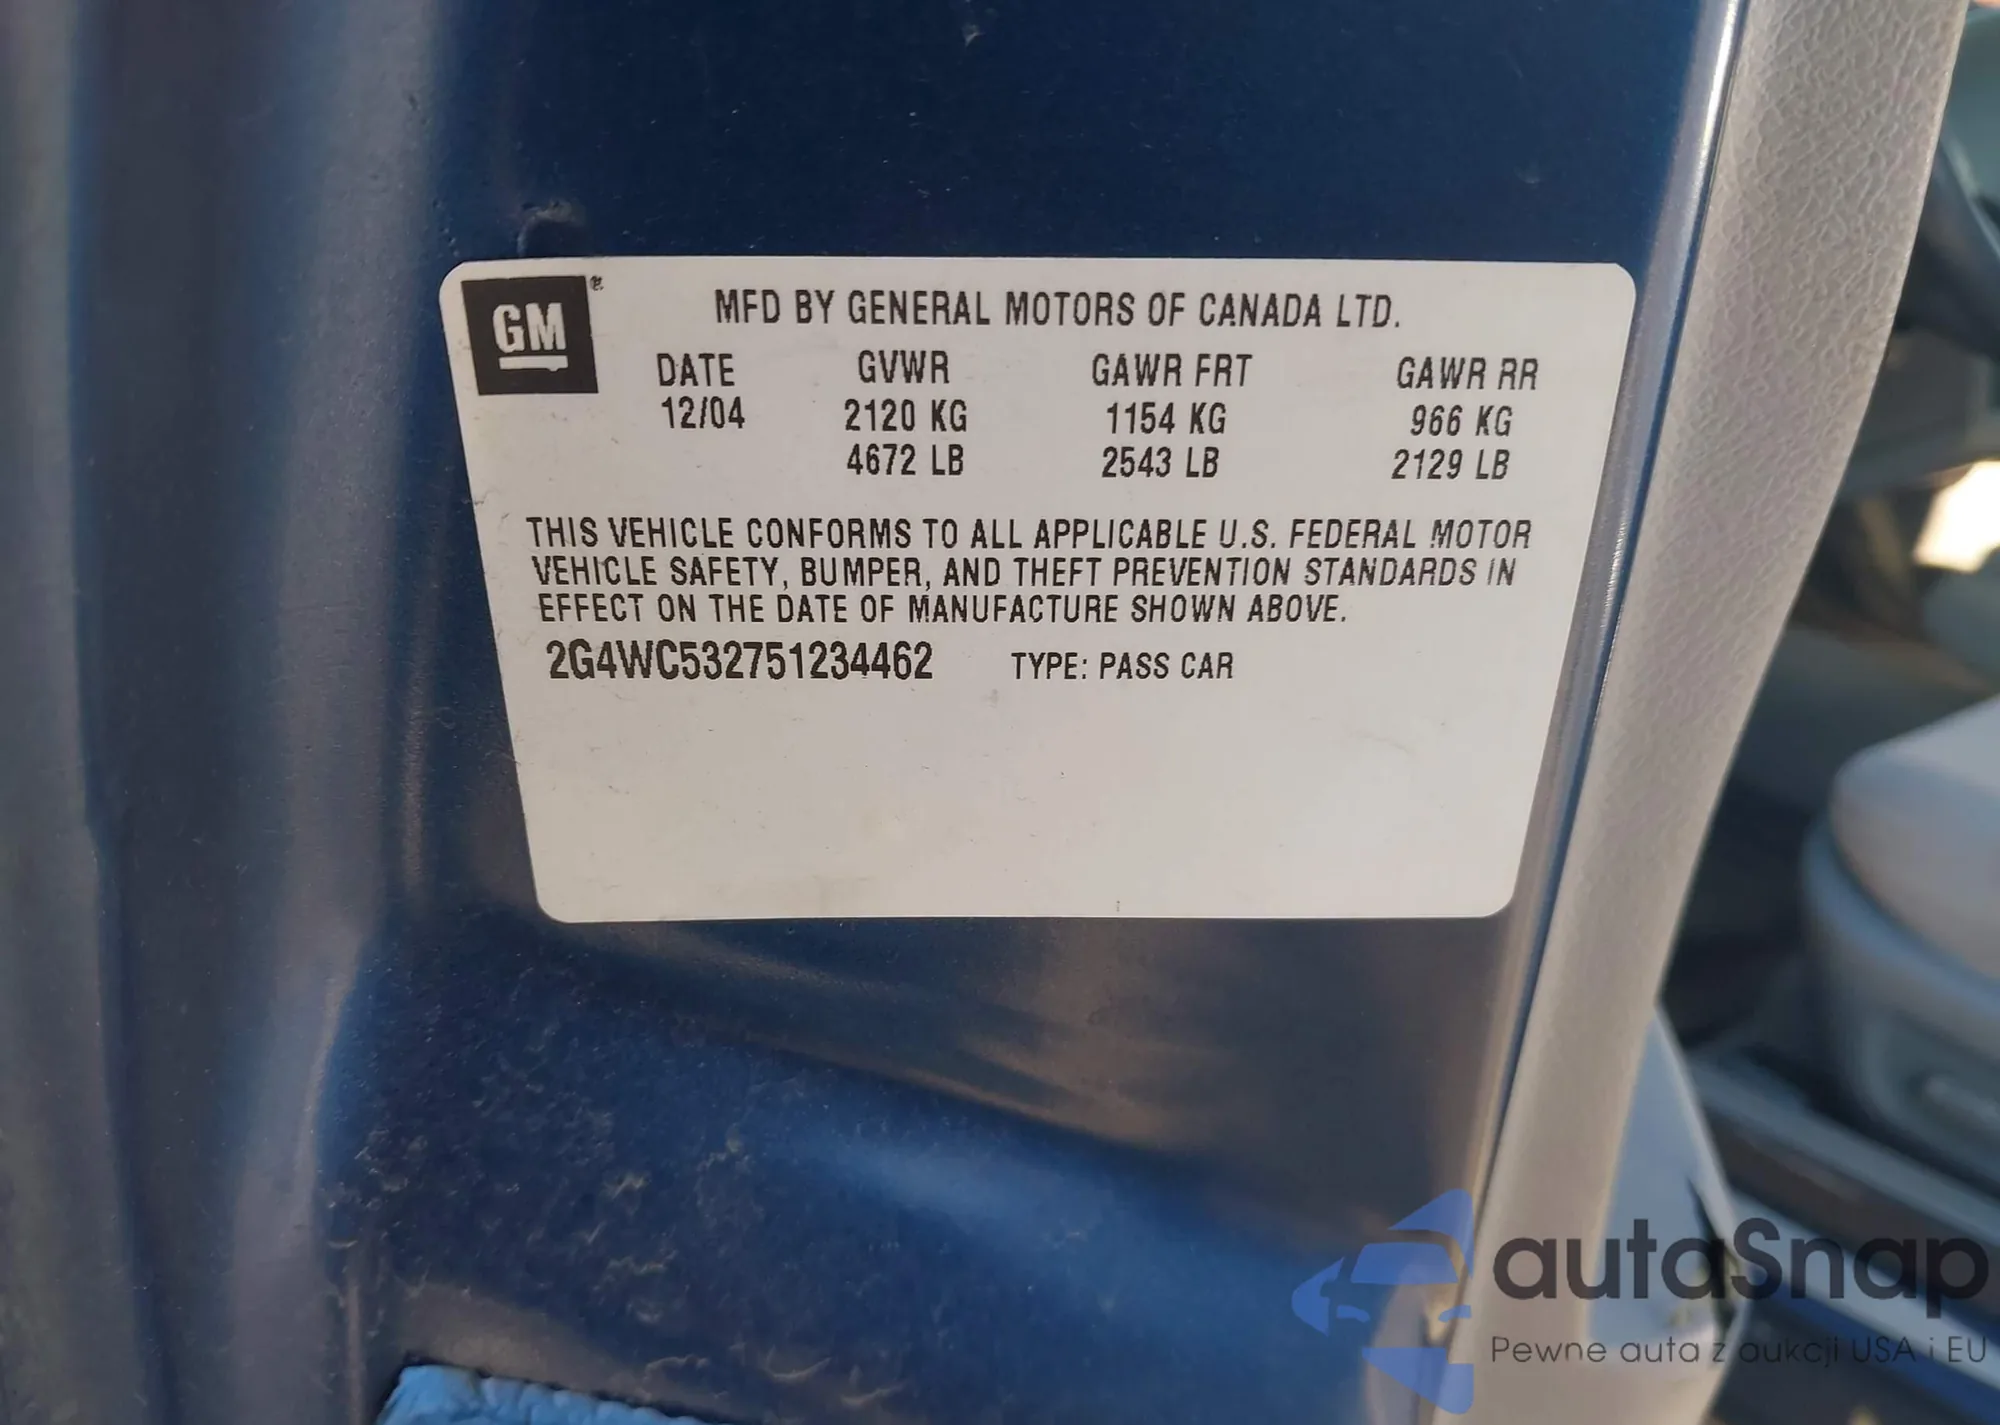 GM ® MFD BY GENERAL MOTORS OF CANADA LTD.
DATE GVWR GAWR FRT GAWR RR
12/04 2120 KG 1154 KG 966 KG
4672 LB 2543 LB 2129 LB
THIS VEHICLE CONFORMS TO ALL APPLICABLE U.S. FEDERAL MOTOR
VEHICLE SAFETY, BUMPER, AND THEFT PREVENTION STANDARDS IN
EFFECT ON THE DATE OF MANUFACTURE SHOWN ABOVE.
2G4WC532751234462 TYPE: PASS CAR
autaSnap
Pewne auta z aukcji USA i EU